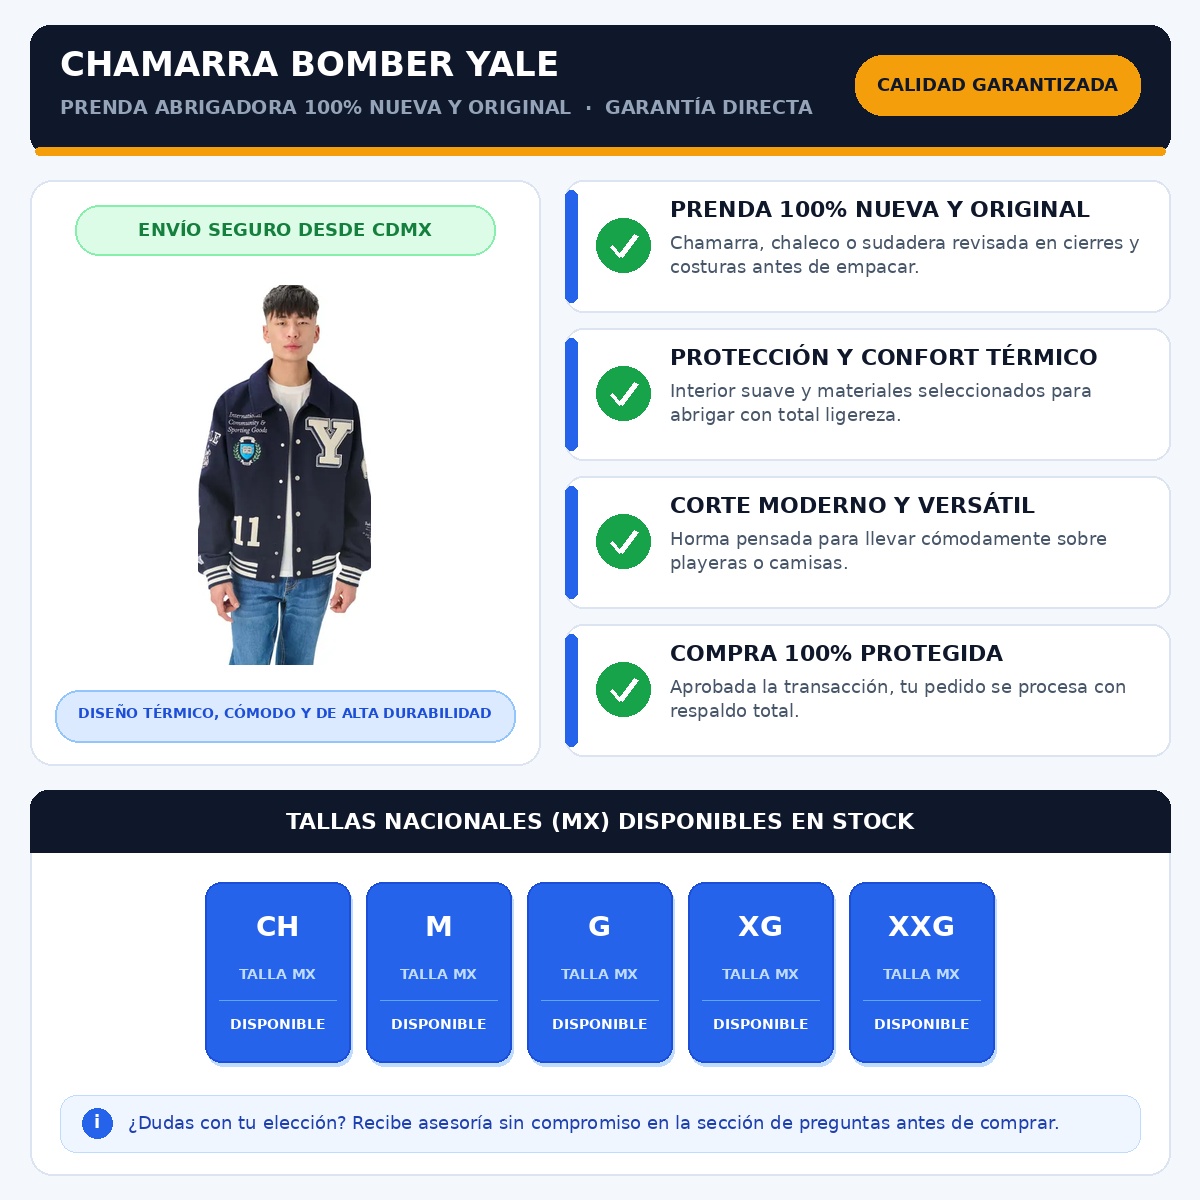 CHAMARRA BOMBER YALE
PRENDA ABRIGADORA 100% NUEVA Y ORIGINAL · GARANTÍA DIRECTA
CALIDAD GARANTIZADA
ENVÍO SEGURO DESDE CDMX
International
Community &
Sporting Goods
Y
11
DISEÑO TÉRMICO, CÓMODO Y DE ALTA DURABILIDAD
PRENDA 100% NUEVA Y ORIGINAL
Chamarra, chaleco o sudadera revisada en cierres y
costuras antes de empacar.
PROTECCIÓN Y CONFORT TÉRMICO
Interior suave y materiales seleccionados para
abrigar con total ligereza.
CORTE MODERNO Y VERSÁTIL
Horma pensada para llevar cómodamente sobre
playeras o camisas.
COMPRA 100% PROTEGIDA
Aprobada la transacción, tu pedido se procesa con
respaldo total.
TALLAS NACIONALES (MX) DISPONIBLES EN STOCK
CH
TALLA MX
DISPONIBLE
M
TALLA MX
DISPONIBLE
G
TALLA MX
DISPONIBLE
XG
TALLA MX
DISPONIBLE
XXG
TALLA MX
DISPONIBLE
i
¿Dudas con tu elección? Recibe asesoría sin compromiso en la sección de preguntas antes de comprar.